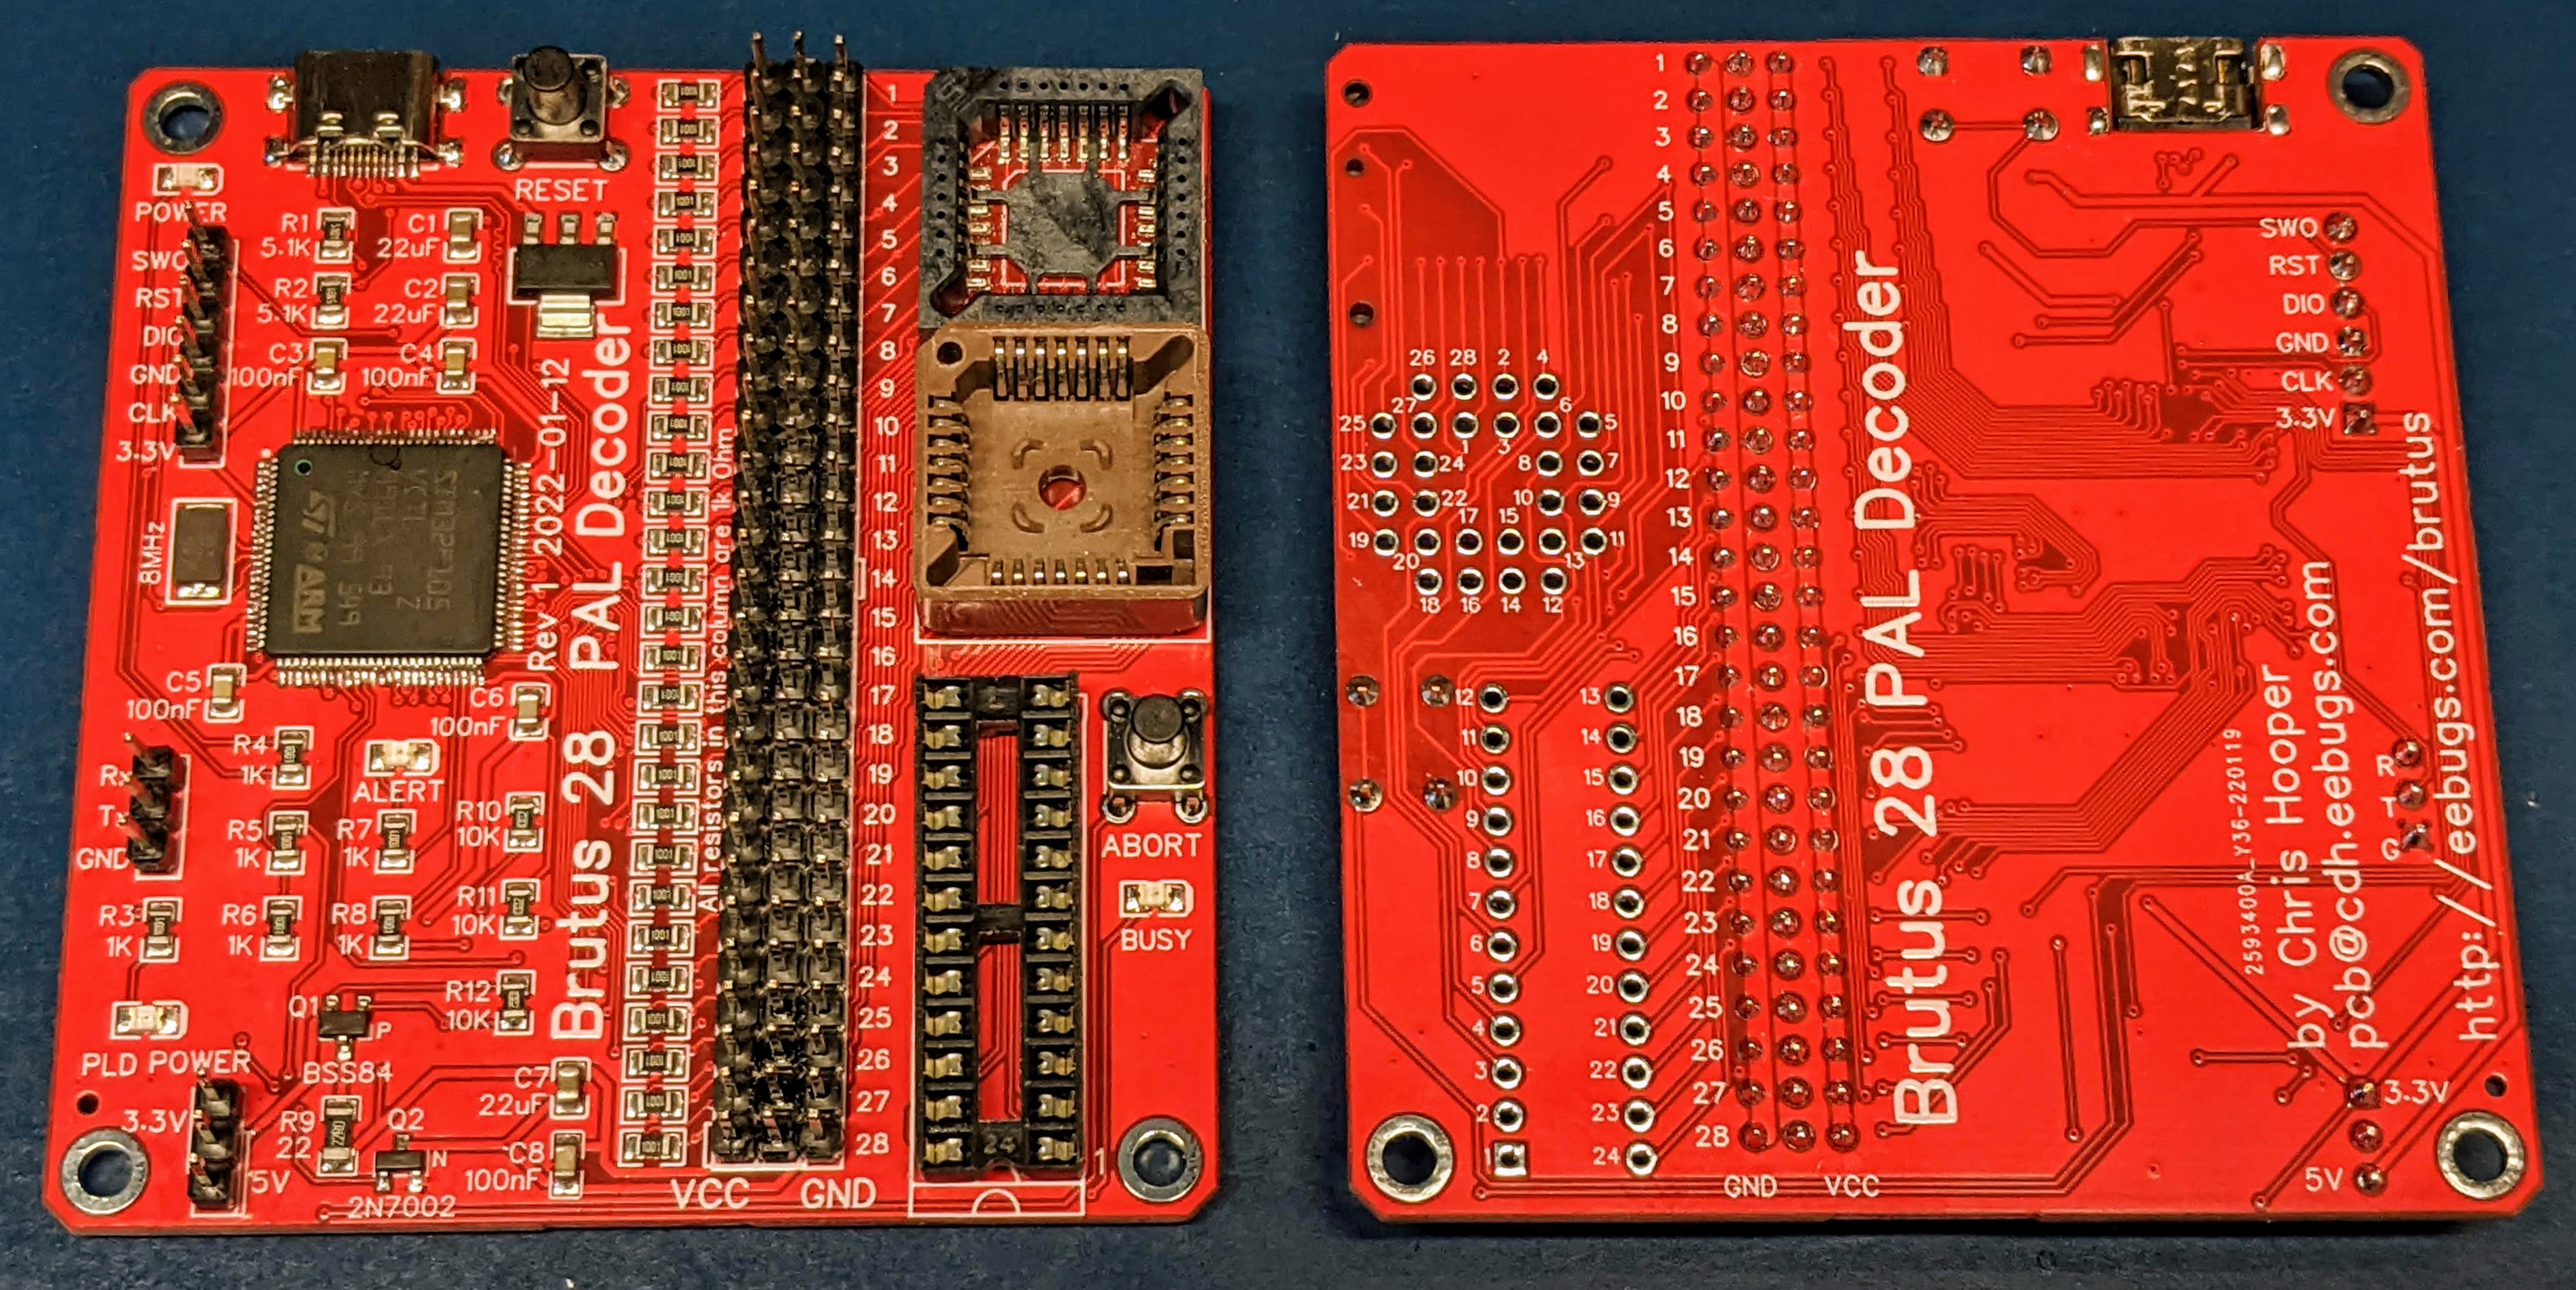 RESET
POWER
SWO
RST
DIO
GND
CLK
3.3V
R1
5.1K
C1
22uF
R2
5.1K
C2
22uF
C3
100nF
C4
100nF
8MHz
ARM
C5
100nF
C6
100nF
Rev 1 2022-01-12
Brutus 28 PAL Decoder
All resistors in this column are 1k Ohm
R4
1K
ALERT
Rx
Tx
GND
R5
1K
R7
1K
R10
10K
R3
1K
R6
1K
R8
1K
R11
10K
R12
10K
Q1
P
BSS84
PLD POWER
3.3V
5V
R9
22
Q2
N
2N7002
C7
22uF
C8
100nF
VCC GND
1
2
3
4
5
6
7
8
9
10
11
12
13
14
15
16
17
18
19
20
21
22
23
24
25
26
27
28
ABORT
BUSY
24
1
1
2
3
4
5
6
7
8
9
10
11
12
13
14
15
16
17
18
19
20
21
22
23
24
25
26
27
28
GND VCC
26 28 2 4
25 27 1 3 6 5
23 24 8 7
21 22 10 9
19 20 17 15 13 11
18 16 14 12
12 13
11 14
10 15
9 16
8 17
7 18
6 19
5 20
4 21
3 22
2 23
1 24
Brutus 28 PAL Decoder
SWO
RST
DIO
GND
CLK
3.3V
R
T
G
2593400A_Y36-220119
by Chris Hooper
pcb@cdh.eebugs.com
http://eebugs.com/brutus
3.3V
5V